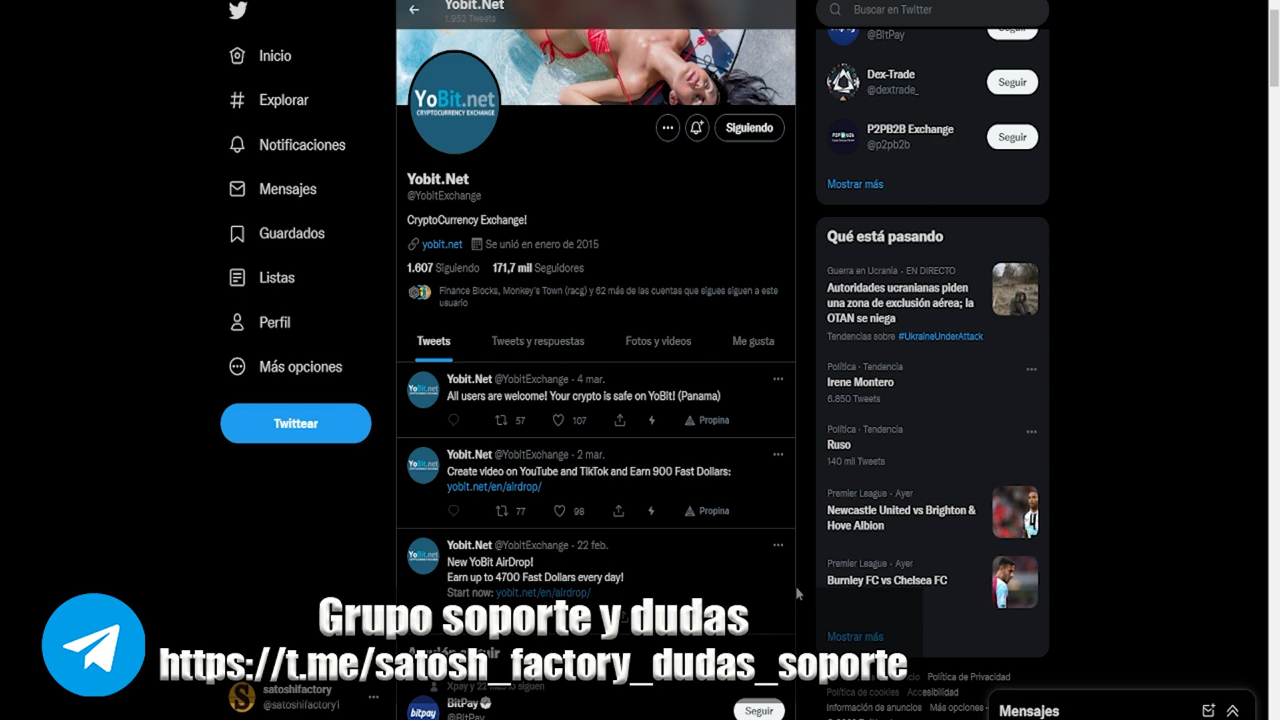 Inicio
Explorar
Notificaciones
Mensajes
Guardados
Listas
Perfil
Más opciones
Twittear
satoshifactory
@satoshifactory1
Yobit.Net
1.952 Tweets
YoBit.net
CRYPTOCURRENCY EXCHANGE
Siguiendo
Yobit.Net
@YobitExchange
CryptoCurrency Exchange!
yobit.net Se unió en enero de 2015
1.607 Siguiendo 171,7 mil Seguidores
Finance Blocks, Monkey's Town (racg) y 62 más de las cuentas que sigues siguen a este
usuario
Tweets Tweets y respuestas Fotos y videos Me gusta
Yobit.Net @YobitExchange - 4 mar.
All users are welcome! Your crypto is safe on YoBit! (Panama)
57 107 Propina
Yobit.Net @YobitExchange - 2 mar.
Create video on YouTube and TikTok and Earn 900 Fast Dollars:
yobit.net/en/airdrop/
77 98 Propina
Yobit.Net @YobitExchange - 22 feb.
New YoBit AirDrop!
Earn up to 4700 Fast Dollars every day!
Start now: yobit.net/en/airdrop/
Grupo soporte y dudas
https://t.me/satosh_factory_dudas_soporte
BitPay
@BitPay
Seguir
Buscar en Twitter
@BitPay
Seguir
Dex-Trade
@dextrade_
Seguir
P2PB2B Exchange
@p2pb2b
Seguir
Mostrar más
Qué está pasando
Guerra en Ucrania · EN DIRECTO
Autoridades ucranianas piden
una zona de exclusión aérea; la
OTAN se niega
Tendencias sobre #UkraineUnderAttack
Política · Tendencia
Irene Montero
6.850 Tweets
Política · Tendencia
Ruso
140 mil Tweets
Premier League · Ayer
Newcastle United vs Brighton &
Hove Albion
Premier League · Ayer
Burnley FC vs Chelsea FC
Mostrar más
Política de Privacidad
Política de cookies Accesibilidad
Información de anuncios Más opciones
Mensajes